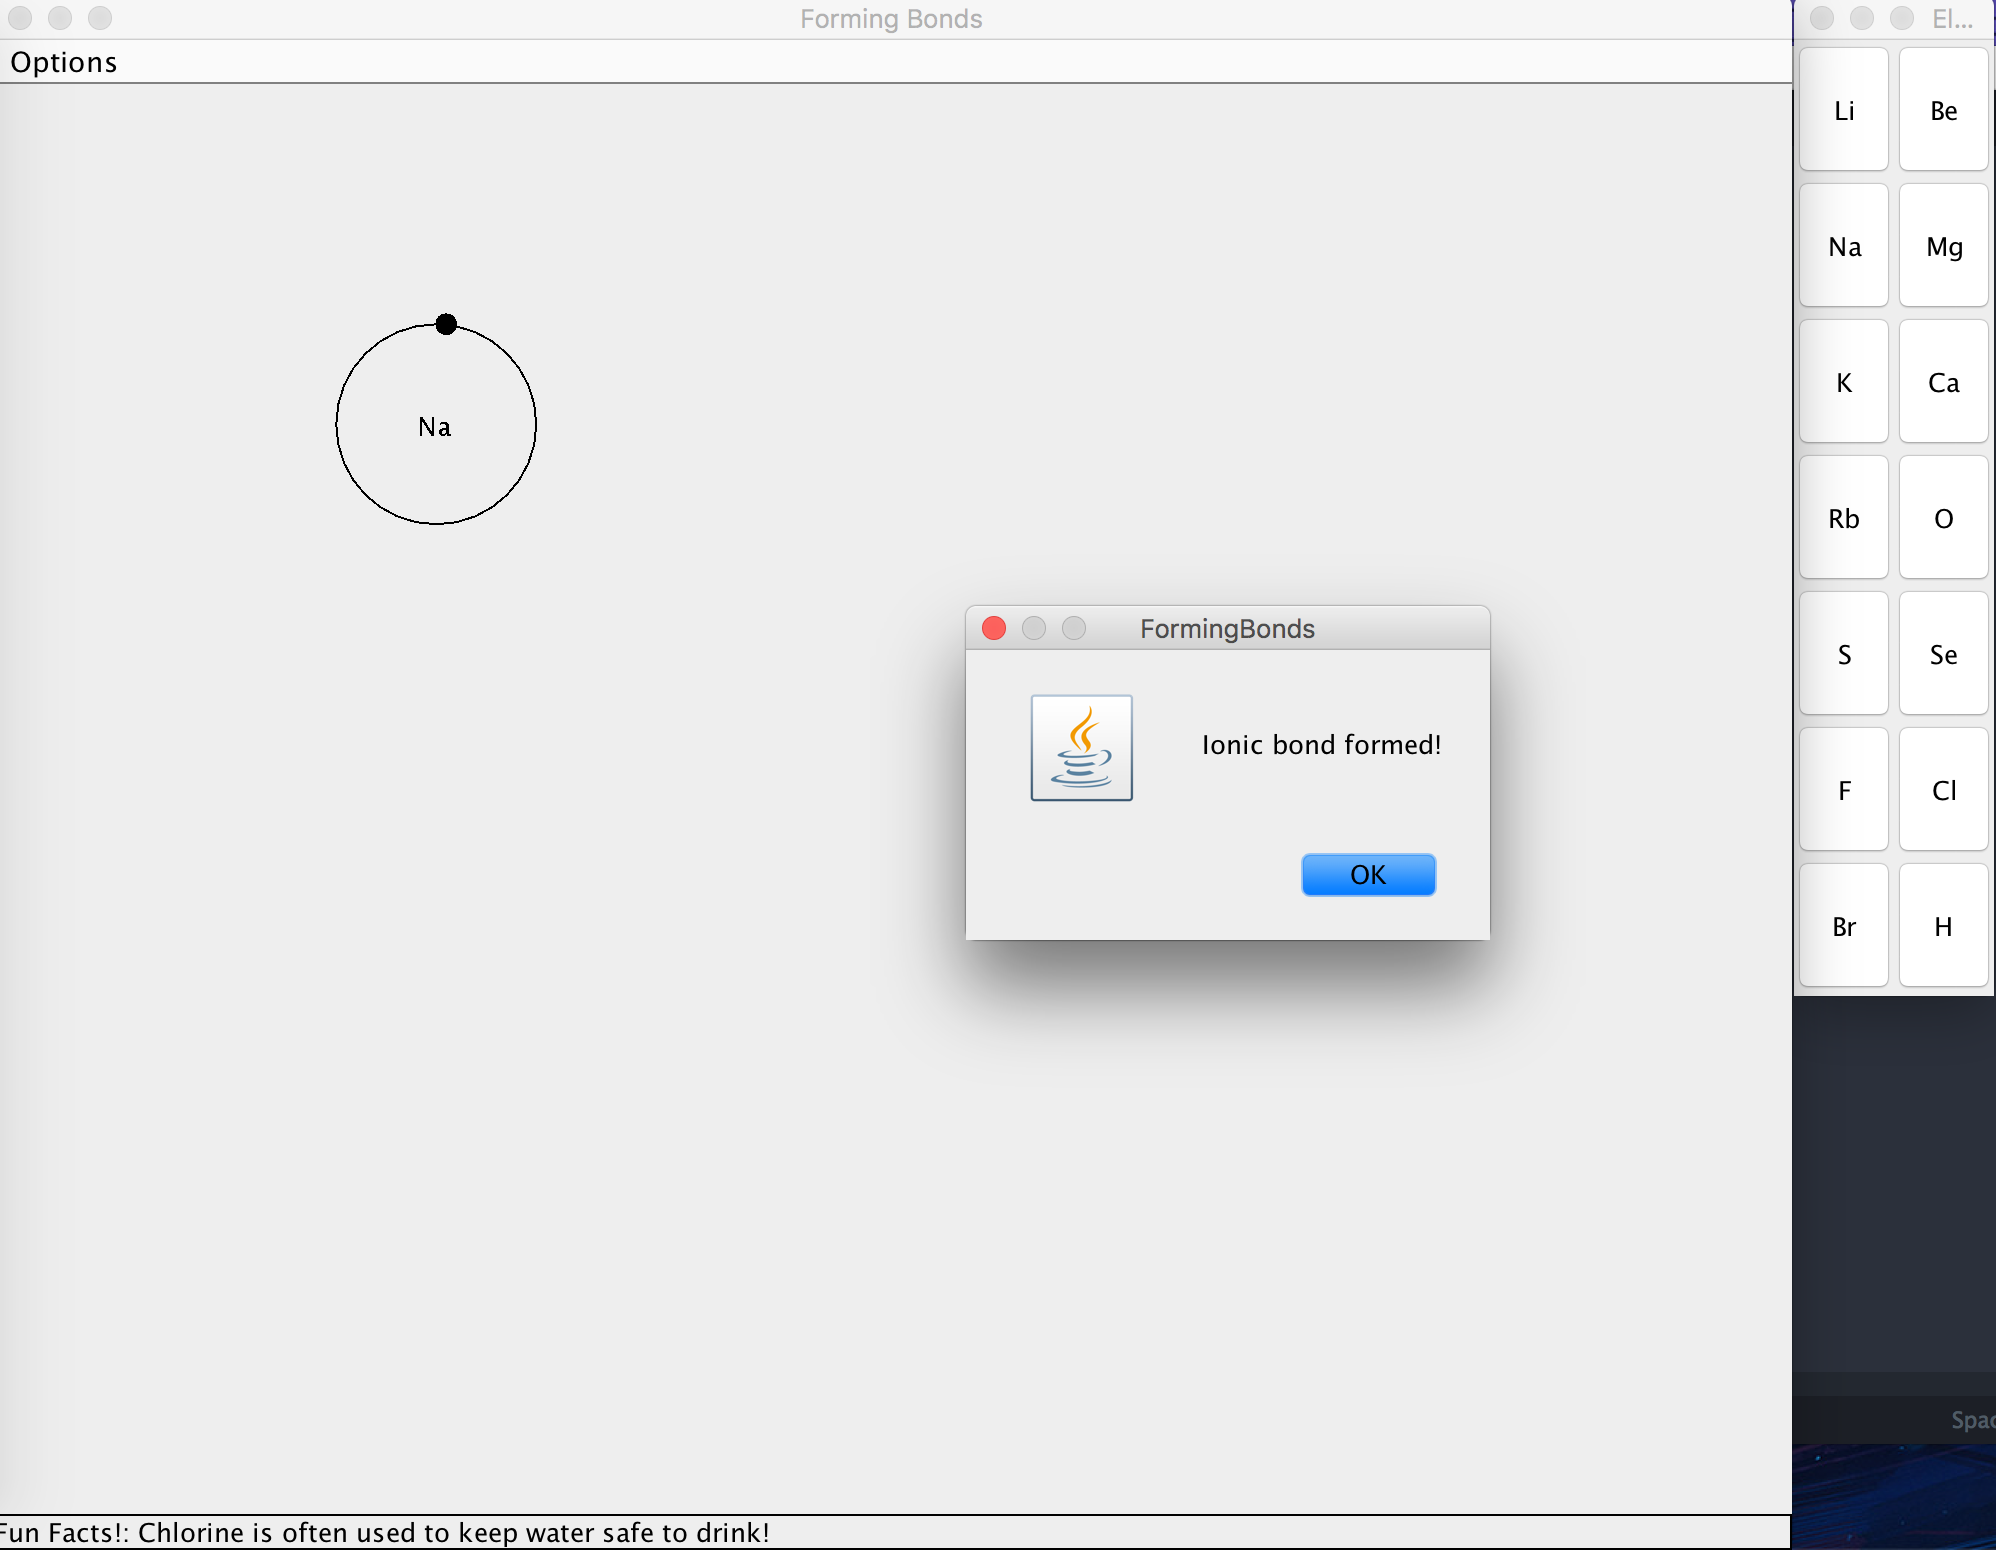 Forming Bonds
El...
Options
Li
Be
Na
Mg
K
Ca
Rb
O
S
Se
F
Cl
Br
H
Na
FormingBonds
Ionic bond formed!
OK
Fun Facts!: Chlorine is often used to keep water safe to drink!